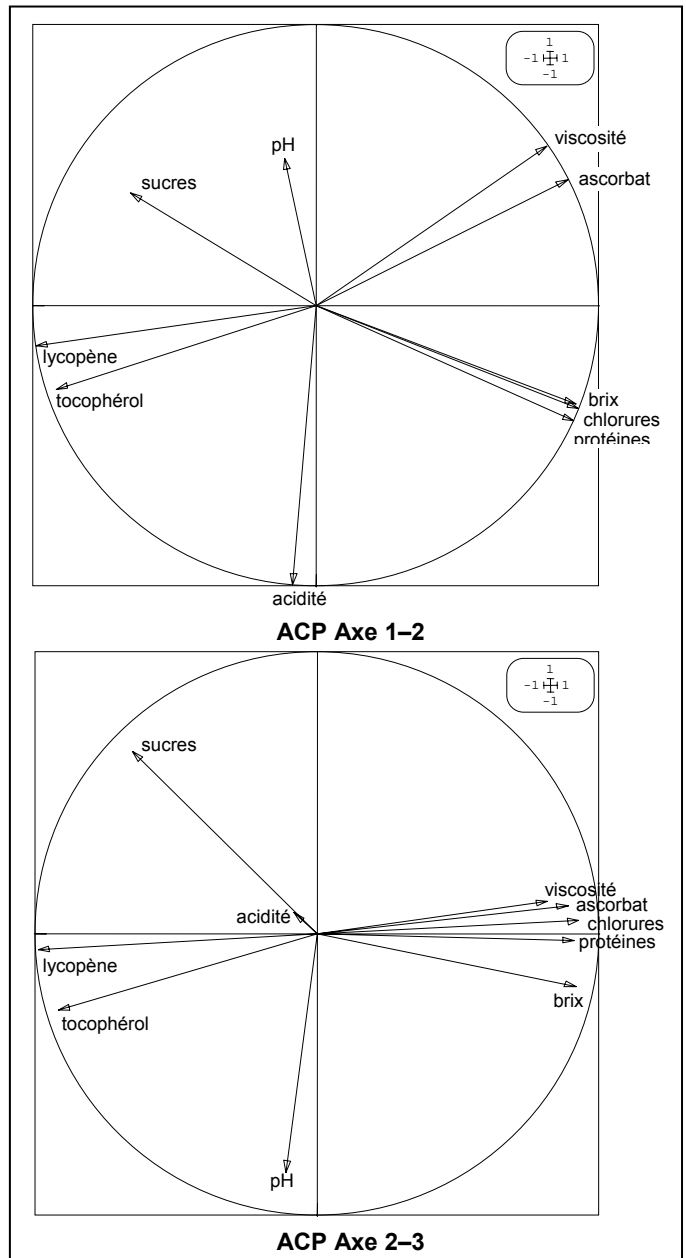 1
-1 1
-1
viscosité
pH
ascorbat
sucres
lycopène
tocophérol
brix
chlorures
protéines
acidité
ACP Axe 1–2
1
-1 1
-1
sucres
viscosité
ascorbat
acidité
chlorures
protéines
lycopène
brix
tocophérol
pH
ACP Axe 2–3